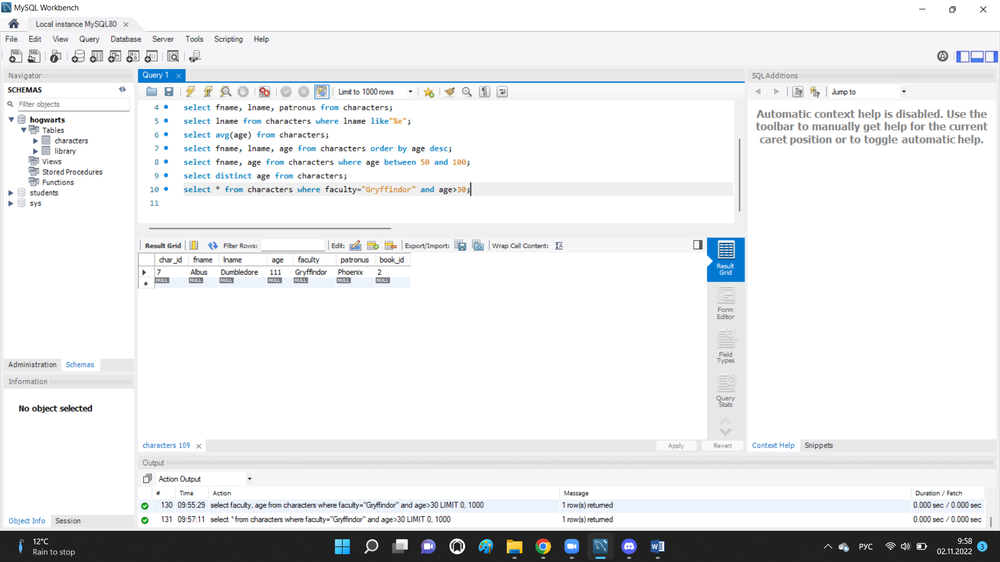 MySQL Workbench
Local instance MySQL80
File Edit View Query Database Server Tools Scripting Help
Navigator
SCHEMAS
Filter objects
hogwarts
Tables
characters
library
Views
Stored Procedures
Functions
students
sys
Administration Schemas
Information
No object selected
Object Info Session
Query 1
Limit to 1000 rows
4 select fname, lname, patronus from characters;
5 select lname from characters where lname like"%e";
6 select avg(age) from characters;
7 select fname, lname, age from characters order by age desc;
8 select fname, age from characters where age between 50 and 100;
9 select distinct age from characters;
10 select * from characters where faculty="Gryffindor" and age>30;
11
Result Grid Filter Rows: Edit: Export/Import: Wrap Cell Content:
char_id fname lname age faculty patronus book_id
7 Albus Dumbledore 111 Gryffindor Phoenix 2
NULL NULL NULL NULL NULL NULL NULL
Result
Grid
Form
Editor
Field
Types
Query
Stats
characters 109
Apply Revert
SQLAdditions
Jump to
Automatic context help is disabled. Use the
toolbar to manually get help for the current
caret position or to toggle automatic help.
Context Help Snippets
Output
Action Output
# Time Action Message Duration / Fetch
130 09:55:29 select faculty, age from characters where faculty="Gryffindor" and age>30 LIMIT 0, 1000 1 row(s) returned 0.000 sec / 0.000 sec
131 09:57:11 select * from characters where faculty="Gryffindor" and age>30 LIMIT 0, 1000 1 row(s) returned 0.000 sec / 0.000 sec
12°C
Rain to stop
РУС
9:58
02.11.2022
3